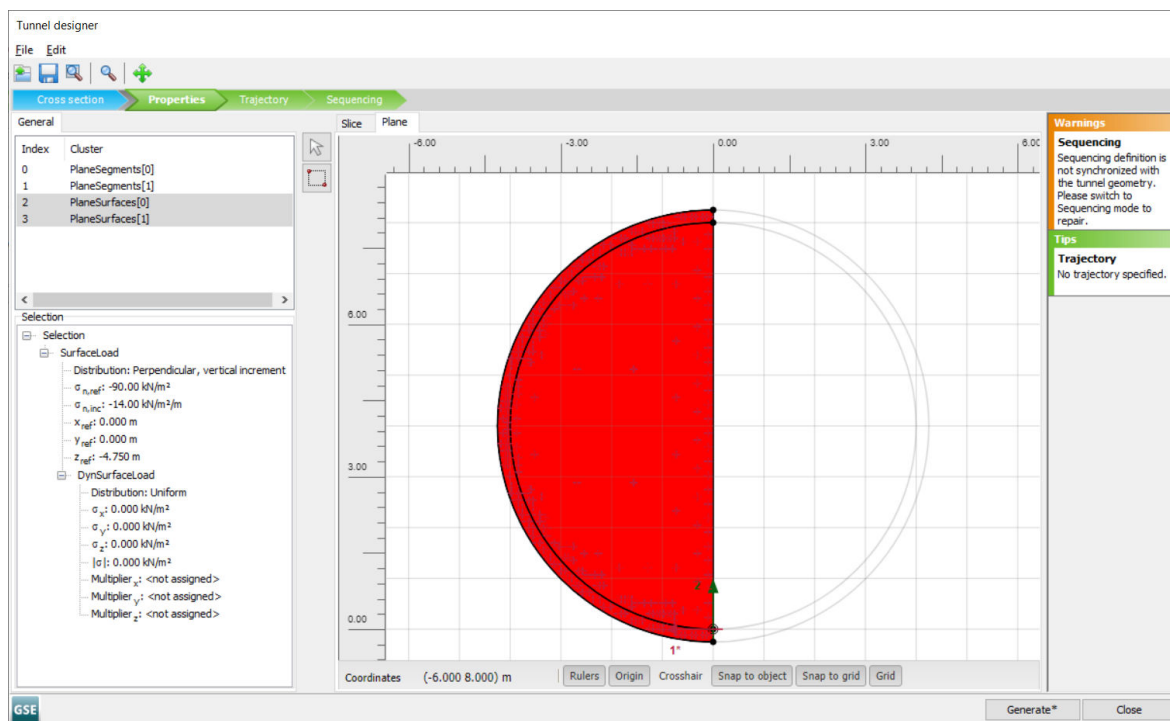 Tunnel designer
File Edit
Cross section Properties Trajectory Sequencing
General
Index Cluster
0 PlaneSegments[0]
1 PlaneSegments[1]
2 PlaneSurfaces[0]
3 PlaneSurfaces[1]
Selection
Selection
SurfaceLoad
Distribution: Perpendicular, vertical increment
σn,ref: -90.00 kN/m²
σn,inc: -14.00 kN/m²/m
xref: 0.000 m
yref: 0.000 m
zref: -4.750 m
DynSurfaceLoad
Distribution: Uniform
σx: 0.000 kN/m²
σy: 0.000 kN/m²
σz: 0.000 kN/m²
|σ|: 0.000 kN/m²
Multiplierx: <not assigned>
Multipliery: <not assigned>
Multiplierz: <not assigned>
Slice Plane
-6.00 -3.00 0.00 3.00 6.00
6.00
3.00
0.00
1*
Coordinates (-6.000 8.000) m Rulers Origin Crosshair Snap to object Snap to grid Grid
Warnings
Sequencing
Sequencing definition is
not synchronized with
the tunnel geometry.
Please switch to
Sequencing mode to
repair.
Tips
Trajectory
No trajectory specified.
GSE
Generate* Close